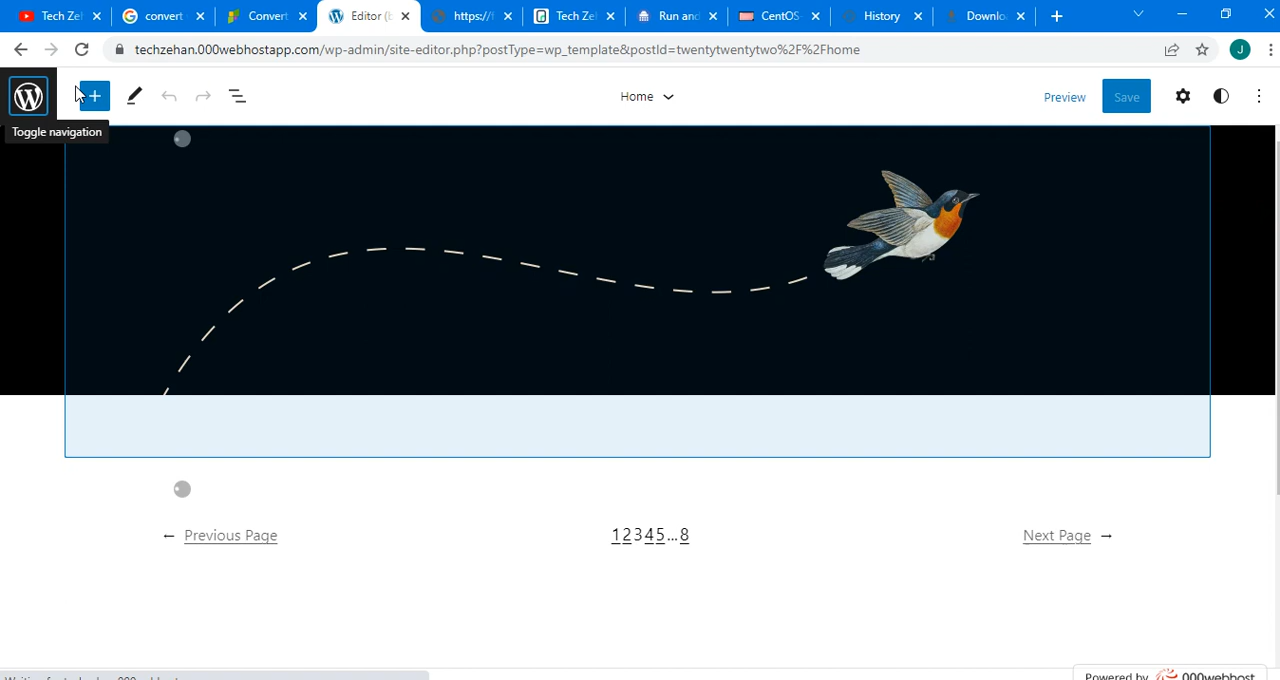 Tech Zel
convert
Convert
Editor (b
https://f
Tech Ze
Run and
CentOS
History
Downlo
techzehan.000webhostapp.com/wp-admin/site-editor.php?postType=wp_template&postId=twentytwentytwo%2F%2Fhome
J
Home
Preview
Save
Toggle navigation
← Previous Page
1 2 3 4 5 … 8
Next Page →
Powered by 000webhost